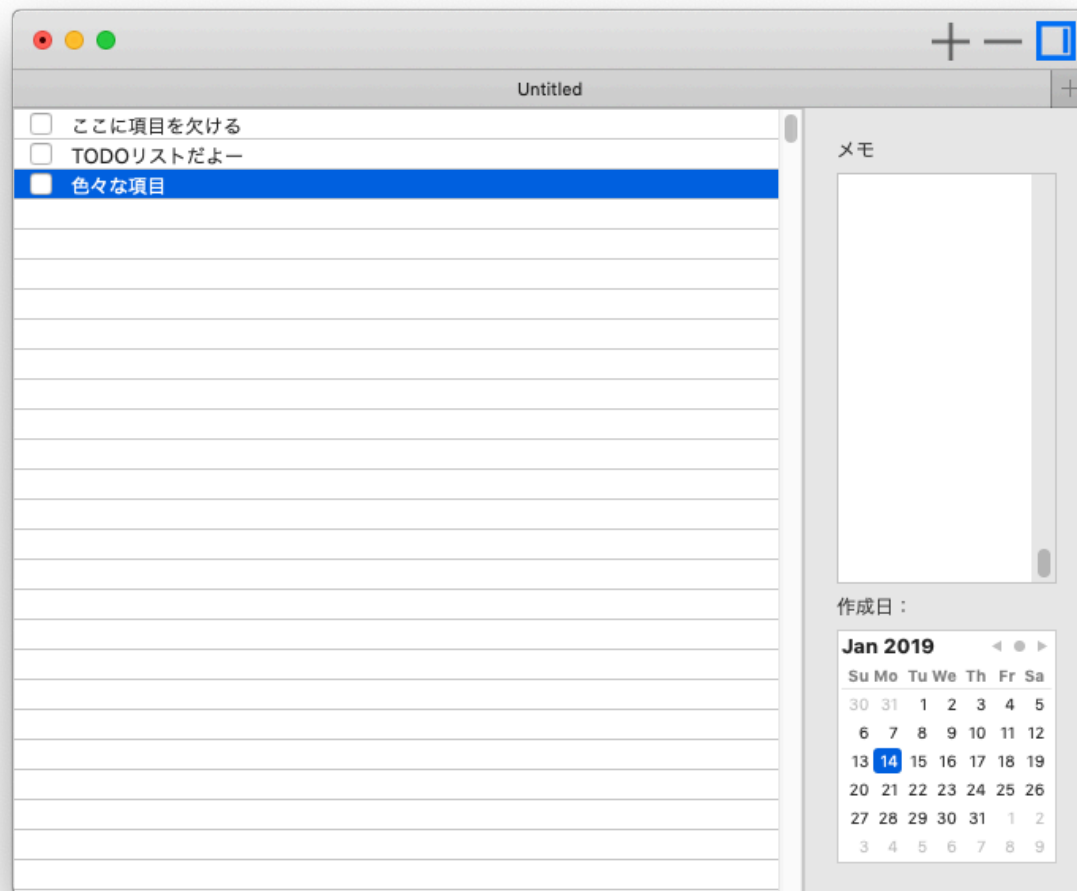 Untitled
ここに項目を欠ける
TODOリストだよー
色々な項目
メモ
作成日：
Jan 2019
Su Mo Tu We Th Fr Sa
30 31 1 2 3 4 5
6 7 8 9 10 11 12
13 14 15 16 17 18 19
20 21 22 23 24 25 26
27 28 29 30 31 1 2
3 4 5 6 7 8 9